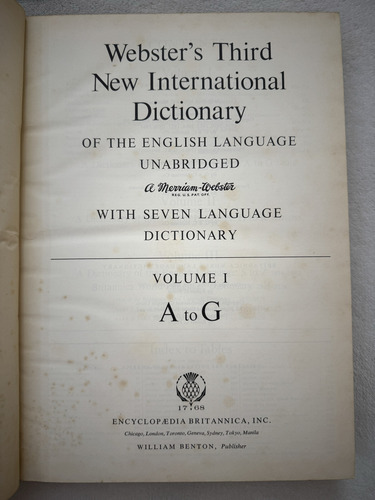 Webster's Third
New International
Dictionary
OF THE ENGLISH LANGUAGE
UNABRIDGED
A Merriam-Webster
REG. U.S. PAT. OFF.
WITH SEVEN LANGUAGE
DICTIONARY
VOLUME I
A to G
1768
ENCYCLOPÆDIA BRITANNICA, INC.
Chicago, London, Toronto, Geneva, Sydney, Tokyo, Manila
WILLIAM BENTON, Publisher